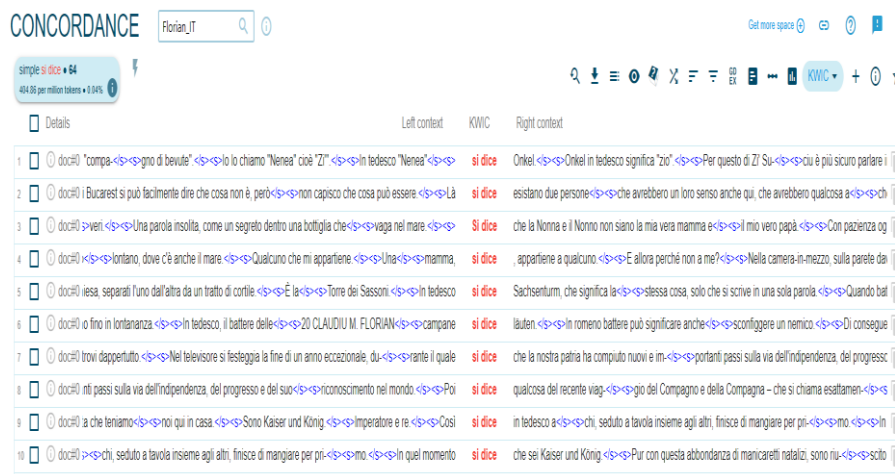 CONCORDANCE Florian_IT Get more space
simple si dice • 64
404.86 per million tokens • 0.04%
KWIC
Details Left context KWIC Right context
1 doc#0 "compa-</s><s>gno di bevute".</s><s>Io lo chiamo "Nenea" cioè "Zi'".</s><s>In tedesco "Nenea"</s><s> si dice Onkel.</s><s>Onkel in tedesco significa "zio".</s><s>Per questo di Zi' Su-</s><s>ciu è più sicuro parlare i
2 doc#0 i Bucarest si può facilmente dire che cosa non è, però</s><s>non capisco che cosa può essere.</s><s>Là si dice esistano due persone</s><s>che avrebbero un loro senso anche qui, che avrebbero qualcosa a</s><s>ch
3 doc#0 s>veri.</s><s>Una parola insolita, come un segreto dentro una bottiglia che</s><s>vaga nel mare.</s><s> Si dice che la Nonna e il Nonno non siano la mia vera mamma e</s><s>il mio vero papà.</s><s>Con pazienza og
4 doc#0 </s><s>lontano, dove c'è anche il mare.</s><s>Qualcuno che mi appartiene.</s><s>Una</s><s>mamma, si dice , appartiene a qualcuno.</s><s>E allora perché non a me?</s><s>Nella camera-in-mezzo, sulla parete da
5 doc#0 iesa, separati l'uno dall'altra da un tratto di cortile.</s><s>È la</s><s>Torre dei Sassoni.</s><s>In tedesco si dice Sachsenturm, che significa la</s><s>stessa cosa, solo che si scrive in una sola parola.</s><s>Quando bat
6 doc#0 o fino in lontananza.</s><s>In tedesco, il battere delle</s><s>20 CLAUDIU M. FLORIAN</s><s>campane si dice läuten.</s><s>In romeno battere può significare anche</s><s>sconfiggere un nemico.</s><s>Di consegue
7 doc#0 trovi dappertutto.</s><s>Nel televisore si festeggia la fine di un anno eccezionale, du-</s><s>rante il quale si dice che la nostra patria ha compiuto nuovi e im-</s><s>portanti passi sulla via dell'indipendenza, del progresso
8 doc#0 nti passi sulla via dell'indipendenza, del progresso e del suo</s><s>riconoscimento nel mondo.</s><s>Poi si dice qualcosa del recente viag-</s><s>gio del Compagno e della Compagna – che si chiama esattamen-</s><s
9 doc#0 'a che teniamo</s><s>noi qui in casa.</s><s>Sono Kaiser und König.</s><s>Imperatore e re.</s><s>Così si dice in tedesco a</s><s>chi, seduto a tavola insieme agli altri, finisce di mangiare per pri-</s><s>mo.</s><s>In
10 doc#0 ><s>chi, seduto a tavola insieme agli altri, finisce di mangiare per pri-</s><s>mo.</s><s>In quel momento si dice che sei Kaiser und König.</s><s>Pur con questa abbondanza di manicaretti natalizi, sono riu-</s><s>scito